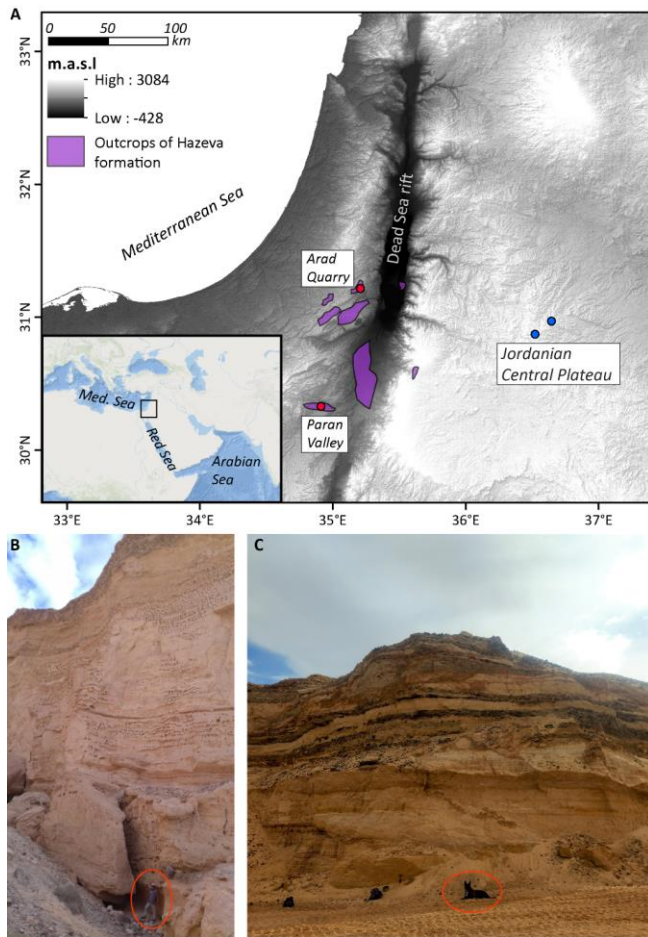 A
0 50 100
km
m.a.s.l
High : 3084
Low : -428
Outcrops of Hazeva
formation
33°N
32°N
31°N
30°N
Mediterranean Sea
Dead Sea rift
Arad
Quarry
Jordanian
Central Plateau
Paran
Valley
Med. Sea
Red Sea
Arabian
Sea
33°E 34°E 35°E 36°E 37°E
B
C